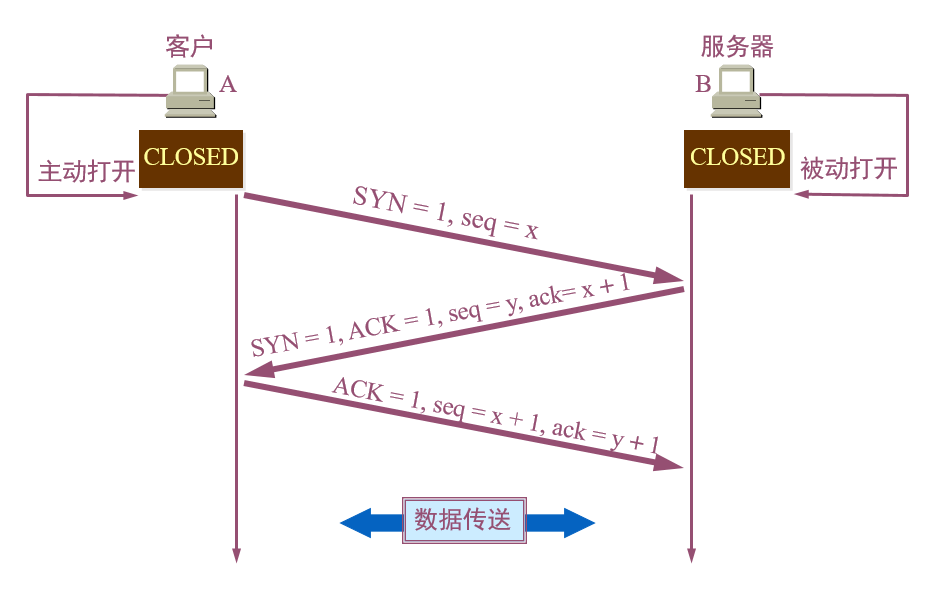 客户
服务器
A
B
CLOSED
CLOSED
主动打开
被动打开
SYN = 1, seq = x
SYN = 1, ACK = 1, seq = y, ack= x + 1
ACK = 1, seq = x + 1, ack = y + 1
数据传送